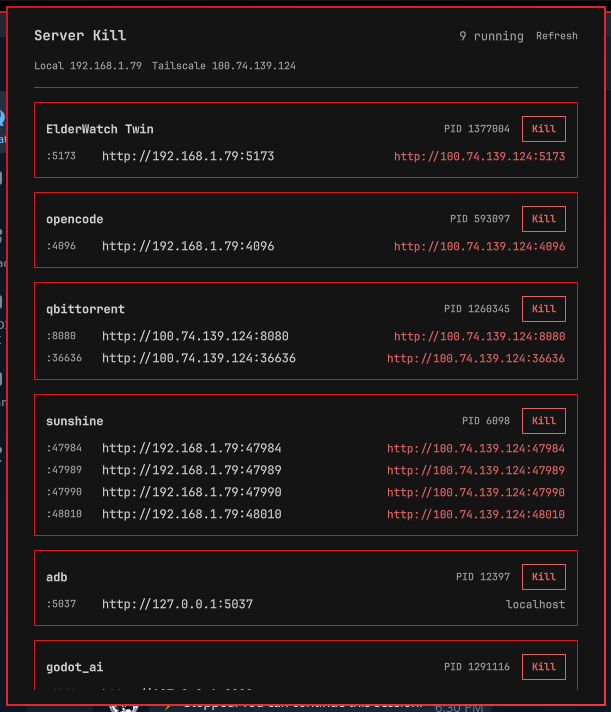 Server Kill
9 running Refresh
Local 192.168.1.79 Tailscale 100.74.139.124
ElderWatch Twin PID 1377004 Kill
:5173 http://192.168.1.79:5173 http://100.74.139.124:5173
opencode PID 593097 Kill
:4096 http://192.168.1.79:4096 http://100.74.139.124:4096
qbittorrent PID 1260345 Kill
:8080 http://100.74.139.124:8080 http://100.74.139.124:8080
:36636 http://100.74.139.124:36636 http://100.74.139.124:36636
sunshine PID 6098 Kill
:47984 http://192.168.1.79:47984 http://100.74.139.124:47984
:47989 http://192.168.1.79:47989 http://100.74.139.124:47989
:47990 http://192.168.1.79:47990 http://100.74.139.124:47990
:48010 http://192.168.1.79:48010 http://100.74.139.124:48010
adb PID 12397 Kill
:5037 http://127.0.0.1:5037 localhost
godot_ai PID 1291116 Kill
6:30 PM